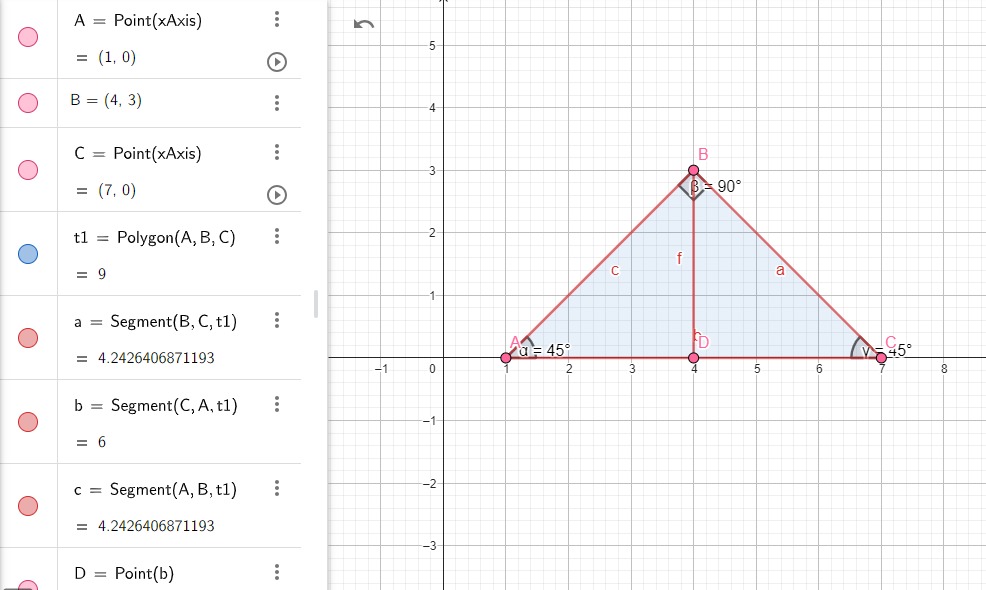 A = Point(xAxis)
= (1, 0)
B = (4, 3)
C = Point(xAxis)
= (7, 0)
t1 = Polygon(A, B, C)
= 9
a = Segment(B, C, t1)
= 4.2426406871193
b = Segment(C, A, t1)
= 6
c = Segment(A, B, t1)
= 4.2426406871193
D = Point(b)
5
4
3
2
1
0
−1
−2
−3
−1
1
2
3
4
5
6
7
8
B
β = 90°
c
f
a
b
A
α = 45°
D
C
γ = 45°